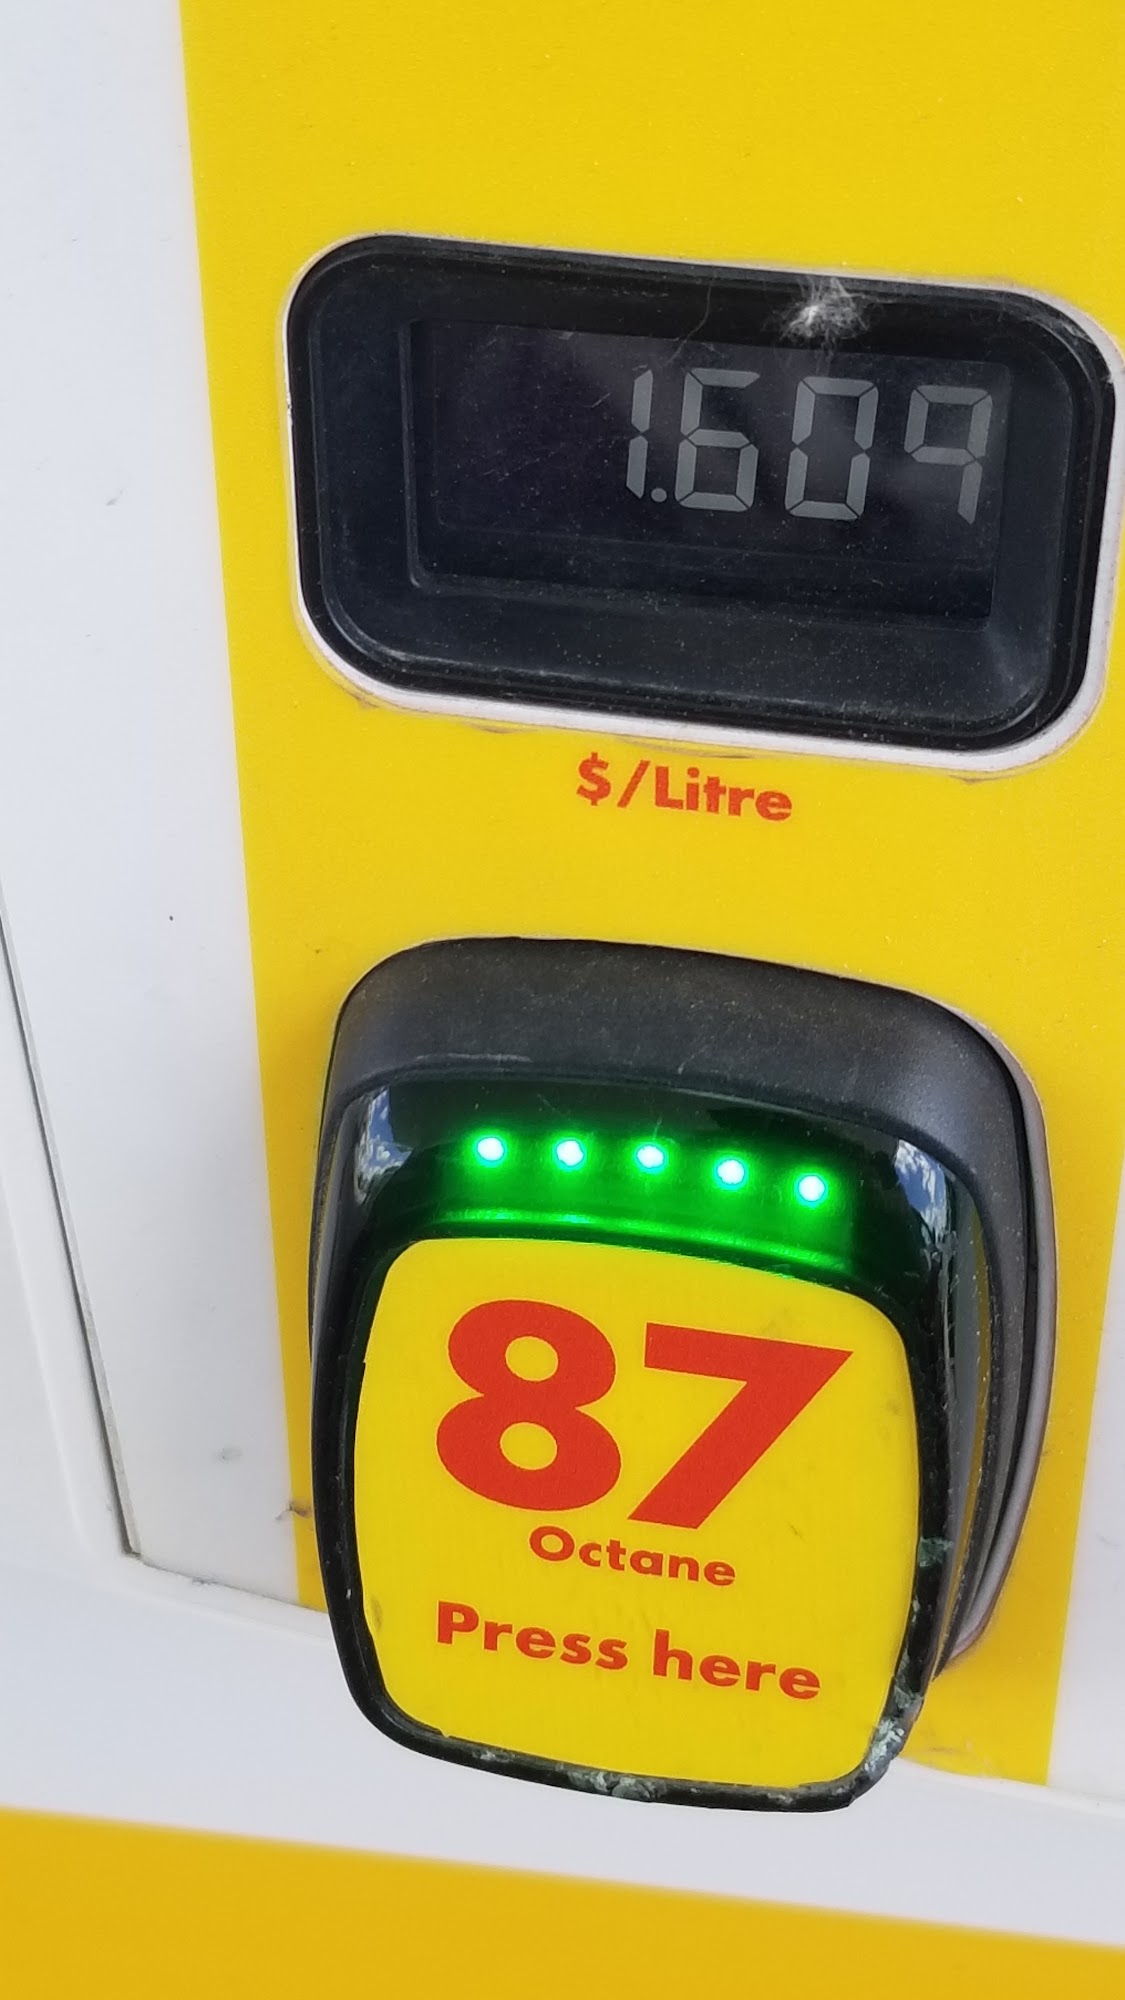 1.609
$/Litre
87
Octane
Press here